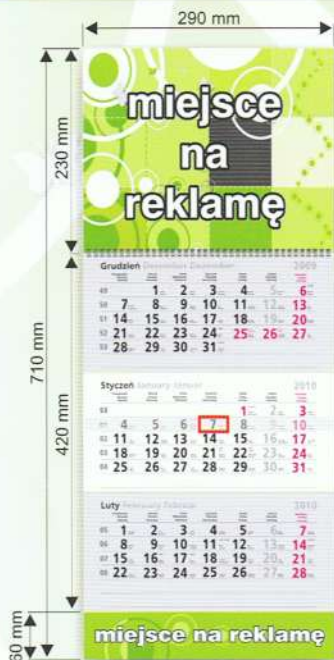 290 mm
230 mm
miejsce
na
reklamę
710 mm
420 mm
Grudzień December Dezember 2009
49 1 2 3 4 5 6
50 7 8 9 10 11 12 13
51 14 15 16 17 18 19 20
52 21 22 23 24 25 26 27
53 28 29 30 31
Styczeń January Januar 2010
53 1 2 3
01 4 5 6 7 8 9 10
02 11 12 13 14 15 16 17
03 18 19 20 21 22 23 24
04 25 26 27 28 29 30 31
Luty February Februar 2010
05 1 2 3 4 5 6 7
06 8 9 10 11 12 13 14
07 15 16 17 18 19 20 21
08 22 23 24 25 26 27 28
60 mm
miejsce na reklamę